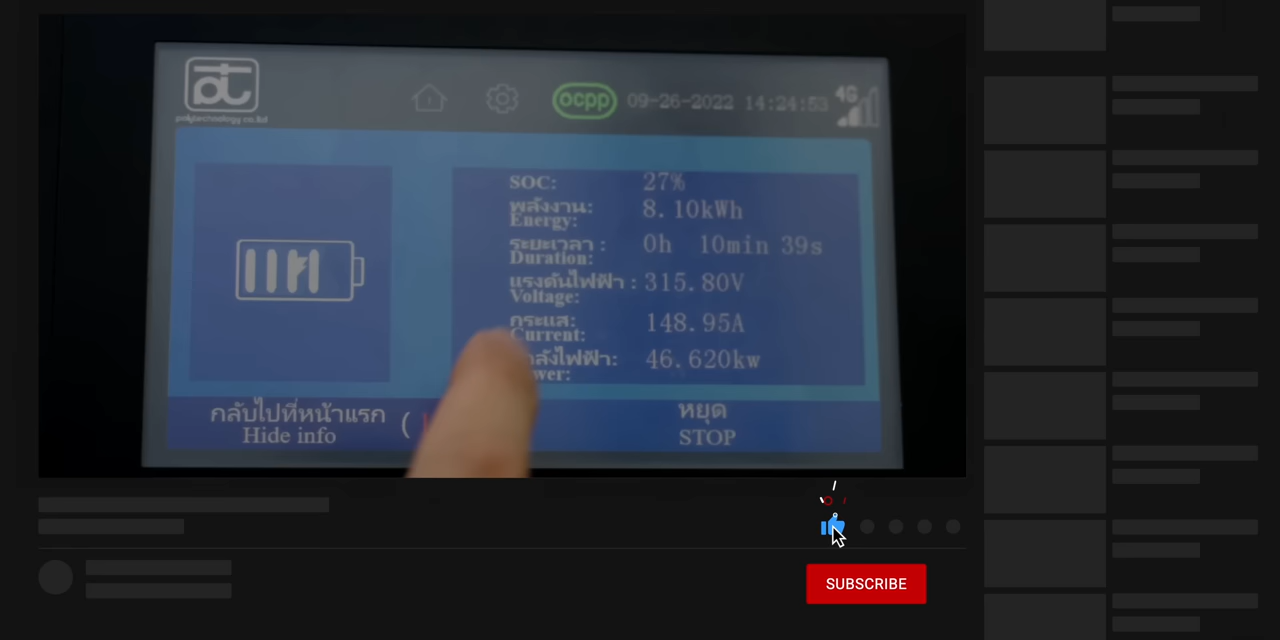 polytechnology co.ltd
ocpp 09-26-2022 14:24:53 4G
SOC: 27%
พลังงาน: 8.10kWh
Energy:
ระยะเวลา : 0h 10min 39s
Duration:
แรงดันไฟฟ้า : 315.80V
Voltage:
กระแส: 148.95A
Current:
46.620kw
กลับไปที่หน้าแรก (
Hide info
หยุด
STOP
SUBSCRIBE